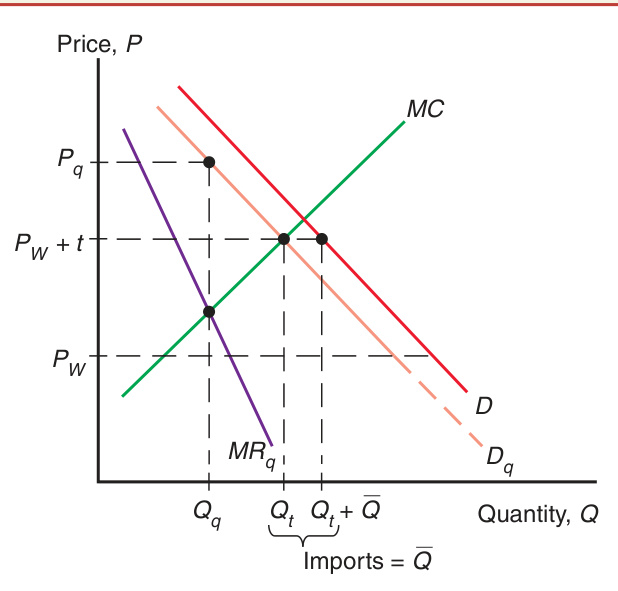 Price, P
MC
P_q
P_W + t
P_W
D
MR_q
D_q
Q_q
Q_t
Q_t + Q̅
Quantity, Q
Imports = Q̅